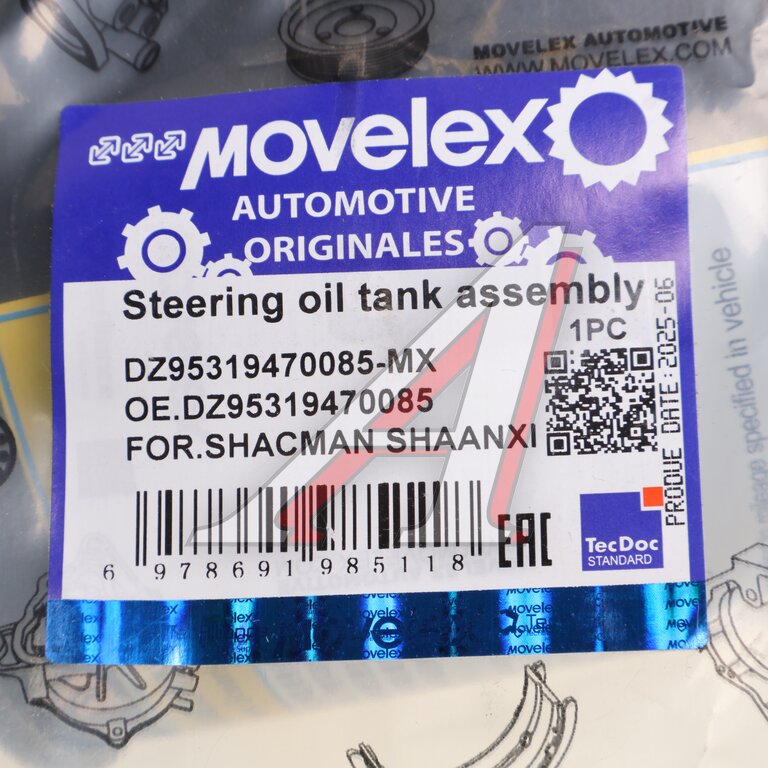 MOVELEX AUTOMOTIVE
WWW.MOVELEX.COM
MOVELEX
AUTOMOTIVE
ORIGINALES
Steering oil tank assembly
1PC
DZ95319470085-MX
OE.DZ95319470085
FOR.SHACMAN SHAANXI
PRODUE DATE:2025-06
specified in vehicle
6 978691 985118
EAC
TecDoc
STANDARD
movelex